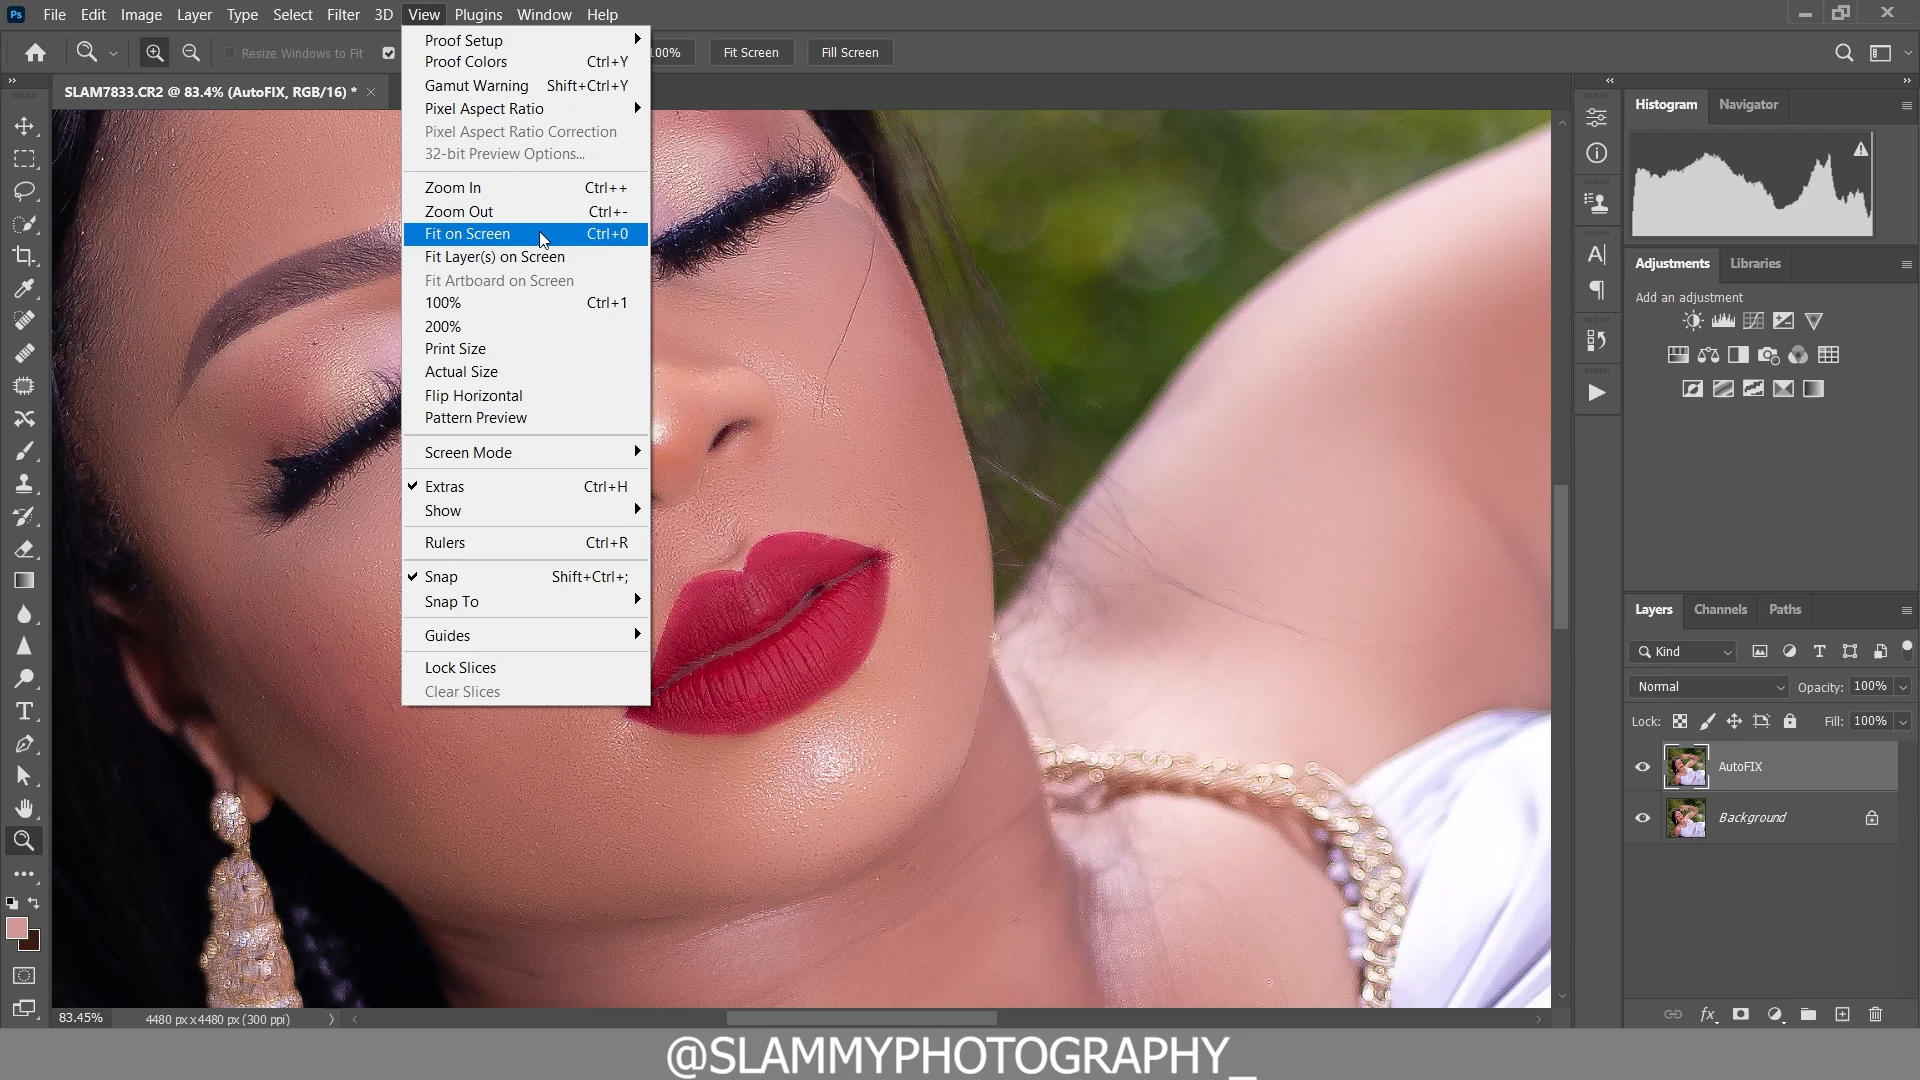 Ps File Edit Image Layer Type Select Filter 3D View Plugins Window Help
Resize Windows to Fit 100% Fit Screen Fill Screen
SLAM7833.CR2 @ 83.4% (AutoFIX, RGB/16) *
Proof Setup
Proof Colors Ctrl+Y
Gamut Warning Shift+Ctrl+Y
Pixel Aspect Ratio
Pixel Aspect Ratio Correction
32-bit Preview Options...
Zoom In Ctrl++
Zoom Out Ctrl+-
Fit on Screen Ctrl+0
Fit Layer(s) on Screen
Fit Artboard on Screen
100% Ctrl+1
200%
Print Size
Actual Size
Flip Horizontal
Pattern Preview
Screen Mode
Extras Ctrl+H
Show
Rulers Ctrl+R
Snap Shift+Ctrl+;
Snap To
Guides
Lock Slices
Clear Slices
Histogram Navigator
Adjustments Libraries
Add an adjustment
Layers Channels Paths
Kind
Normal Opacity: 100%
Lock: Fill: 100%
AutoFIX
Background
83.45% 4480 px x 4480 px (300 ppi)
@SLAMMYPHOTOGRAPHY_